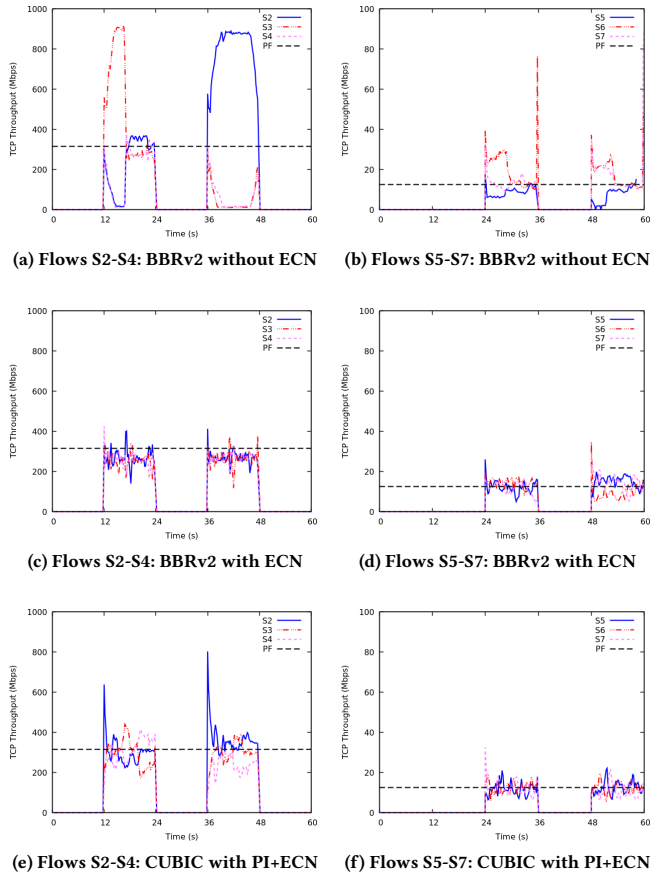 1000
800
600
400
200
0
0 12 24 36 48 60
TCP Throughput (Mbps)
Time (s)
S2
S3
S4
PF
(a) Flows S2-S4: BBRv2 without ECN
100
80
60
40
20
0
0 12 24 36 48 60
TCP Throughput (Mbps)
Time (s)
S5
S6
S7
PF
(b) Flows S5-S7: BBRv2 without ECN
1000
800
600
400
200
0
0 12 24 36 48 60
TCP Throughput (Mbps)
Time (s)
S2
S3
S4
PF
(c) Flows S2-S4: BBRv2 with ECN
100
80
60
40
20
0
0 12 24 36 48 60
TCP Throughput (Mbps)
Time (s)
S5
S6
S7
PF
(d) Flows S5-S7: BBRv2 with ECN
1000
800
600
400
200
0
0 12 24 36 48 60
TCP Throughput (Mbps)
Time (s)
S2
S3
S4
PF
(e) Flows S2-S4: CUBIC with PI+ECN
100
80
60
40
20
0
0 12 24 36 48 60
TCP Throughput (Mbps)
Time (s)
S5
S6
S7
PF
(f) Flows S5-S7: CUBIC with PI+ECN